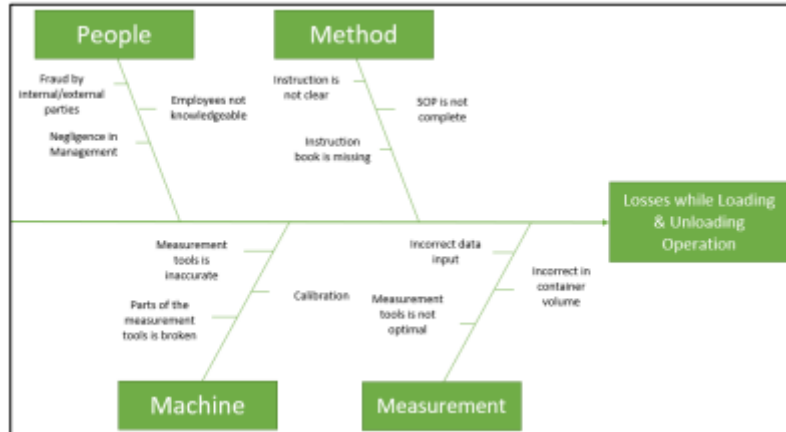 People
Method
Fraud by
internal/external
parties
Employees not
knowledgeable
Negligence in
Management
Instruction is
not clear
SOP is not
complete
Instruction
book is missing
Losses while Loading
& Unloading
Operation
Measurement
tools is
inaccurate
Calibration
Parts of the
measurement
tools is broken
Incorrect data
input
Incorrect in
container
volume
Measurement
tools is not
optimal
Machine
Measurement